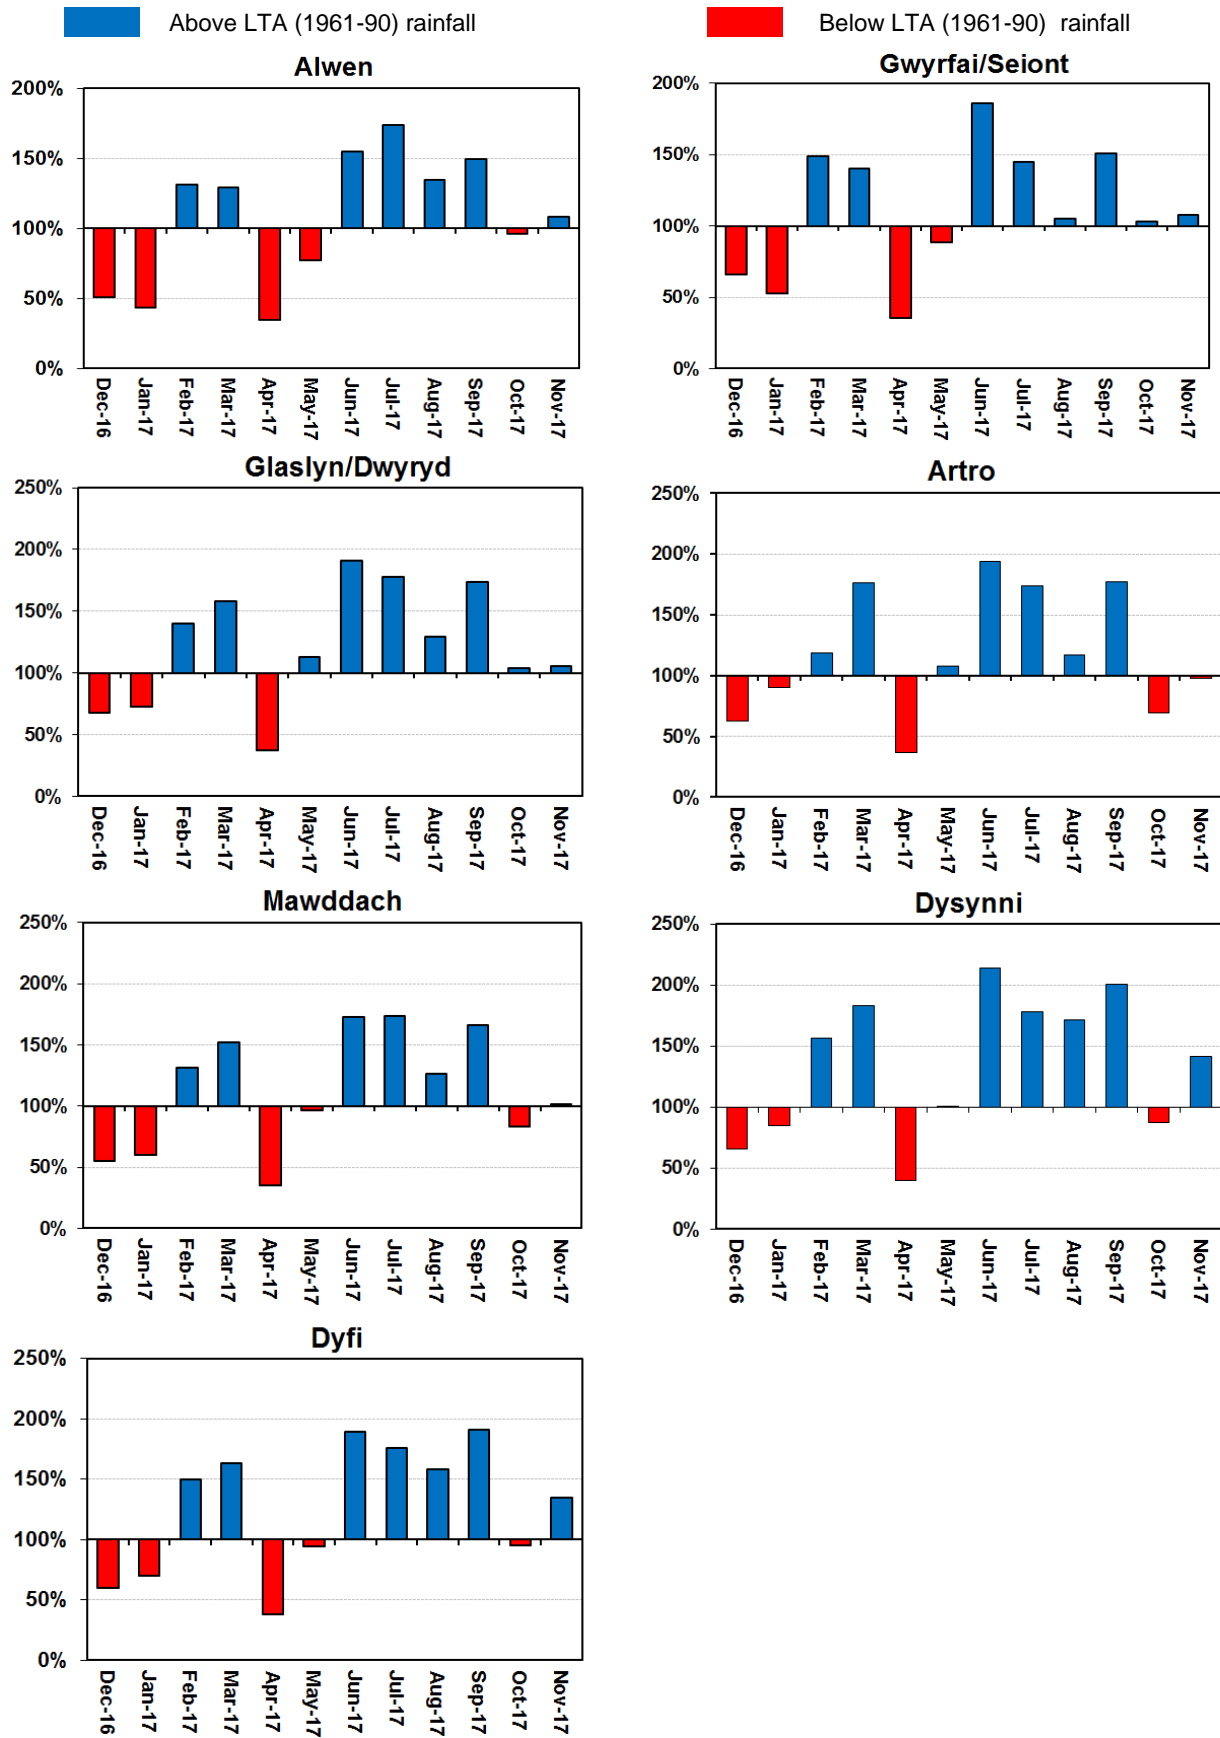 Above LTA (1961-90) rainfall
Below LTA (1961-90) rainfall
Alwen
200%
150%
100%
50%
0%
Dec-16
Jan-17
Feb-17
Mar-17
Apr-17
May-17
Jun-17
Jul-17
Aug-17
Sep-17
Oct-17
Nov-17
Gwyrfai/Seiont
200%
150%
100%
50%
0%
Dec-16
Jan-17
Feb-17
Mar-17
Apr-17
May-17
Jun-17
Jul-17
Aug-17
Sep-17
Oct-17
Nov-17
Glaslyn/Dwyryd
250%
200%
150%
100%
50%
0%
Dec-16
Jan-17
Feb-17
Mar-17
Apr-17
May-17
Jun-17
Jul-17
Aug-17
Sep-17
Oct-17
Nov-17
Artro
250%
200%
150%
100%
50%
0%
Dec-16
Jan-17
Feb-17
Mar-17
Apr-17
May-17
Jun-17
Jul-17
Aug-17
Sep-17
Oct-17
Nov-17
Mawddach
250%
200%
150%
100%
50%
0%
Dec-16
Jan-17
Feb-17
Mar-17
Apr-17
May-17
Jun-17
Jul-17
Aug-17
Sep-17
Oct-17
Nov-17
Dysynni
250%
200%
150%
100%
50%
0%
Dec-16
Jan-17
Feb-17
Mar-17
Apr-17
May-17
Jun-17
Jul-17
Aug-17
Sep-17
Oct-17
Nov-17
Dyfi
250%
200%
150%
100%
50%
0%
Dec-16
Jan-17
Feb-17
Mar-17
Apr-17
May-17
Jun-17
Jul-17
Aug-17
Sep-17
Oct-17
Nov-17